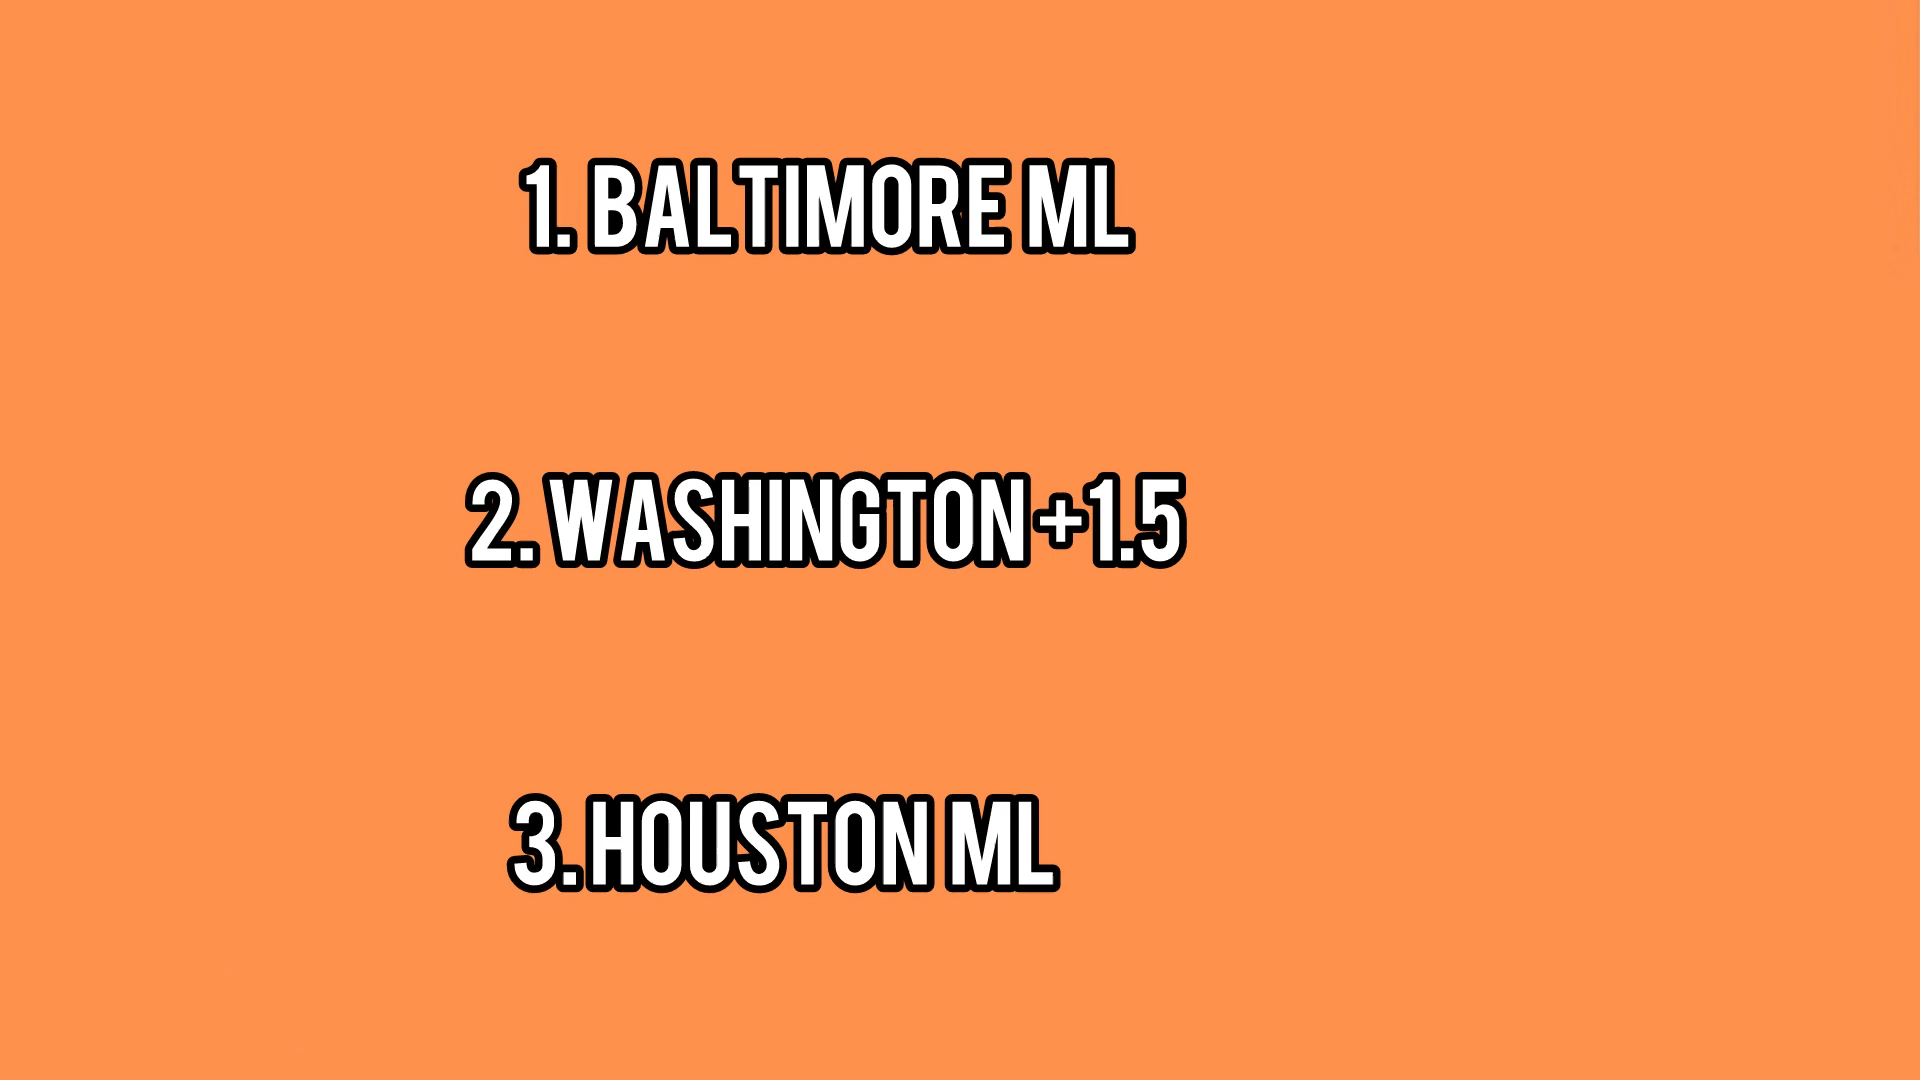 1. BALTIMORE ML
2. WASHINGTON +1.5
3. HOUSTON ML